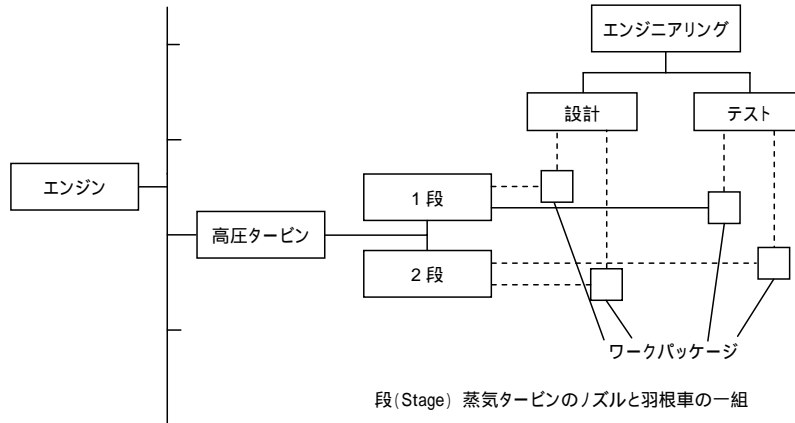 エンジニアリング
設計
テスト
エンジン
1段
高圧タービン
2段
ワークパッケージ
段(Stage) 蒸気タービンのノズルと羽根車の一組